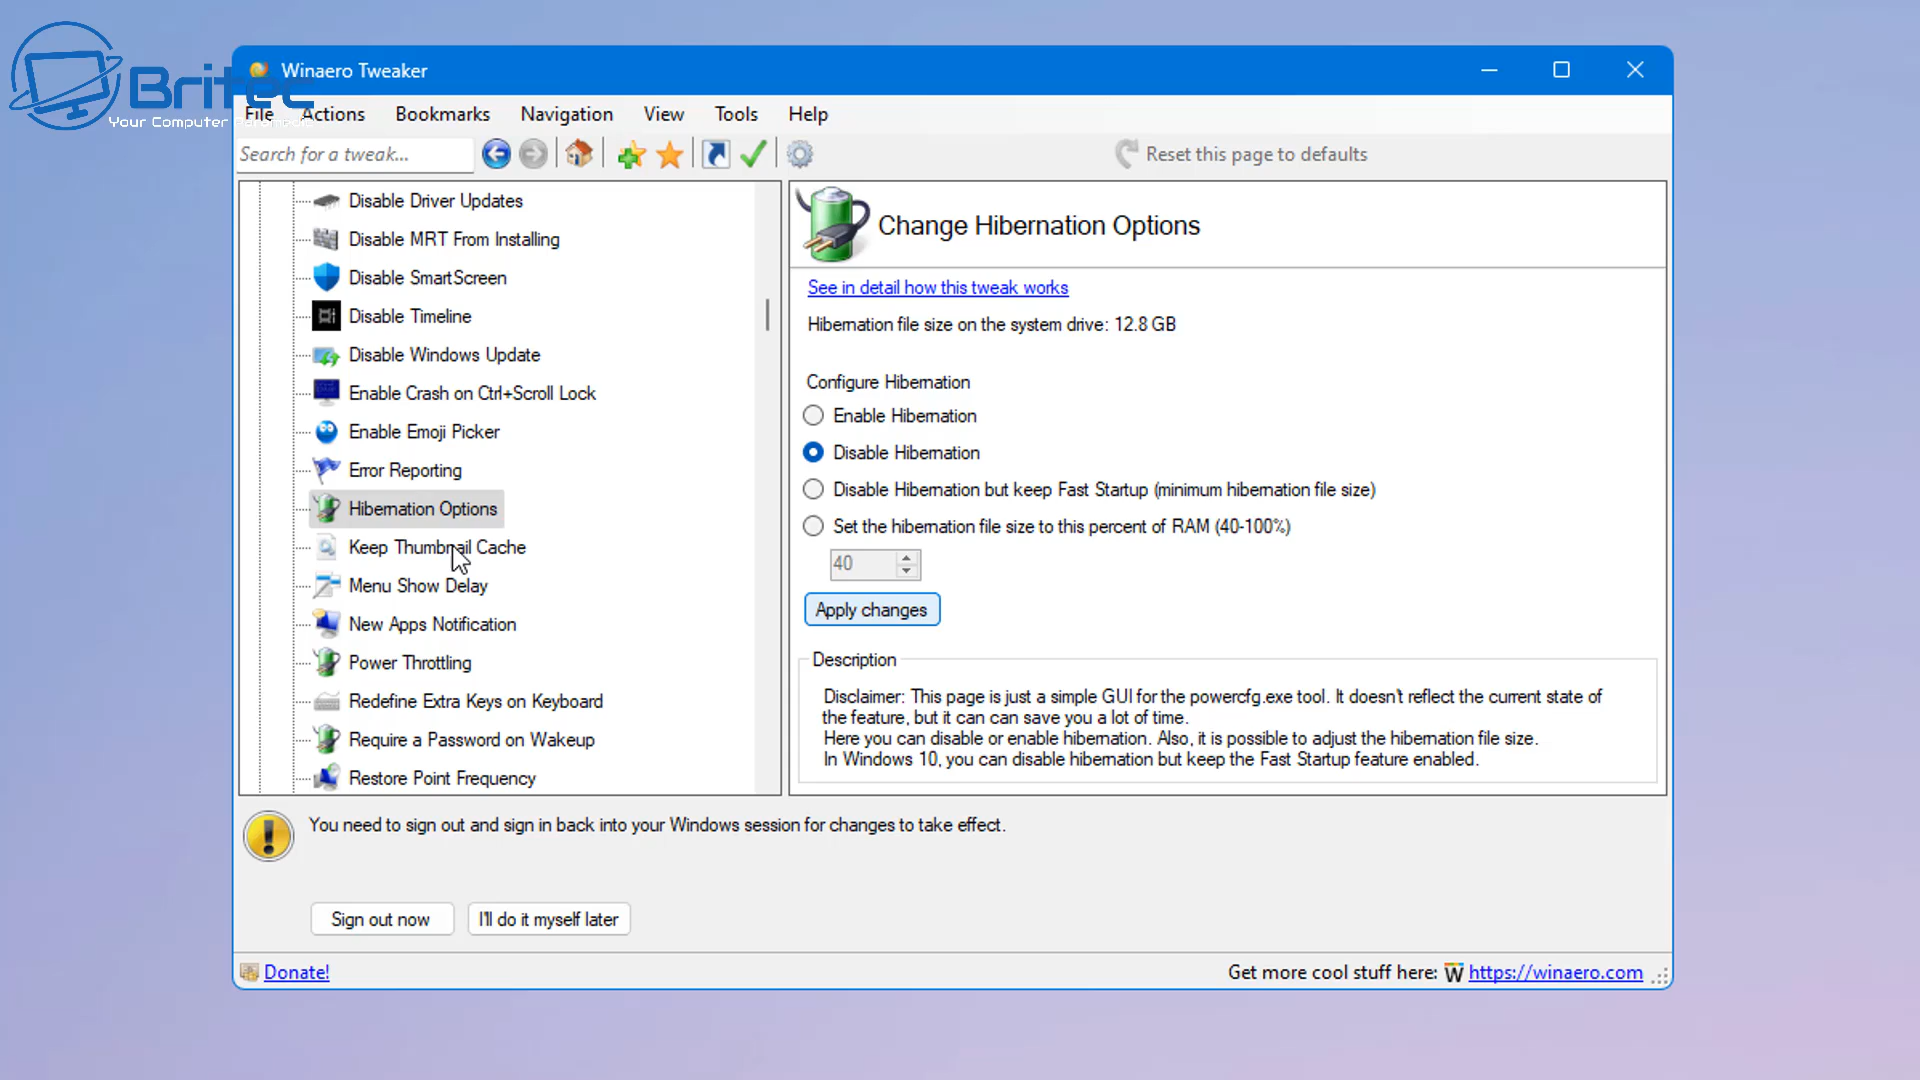 Britec
Your Computer
Winaero Tweaker
File Actions Bookmarks Navigation View Tools Help
Search for a tweak...
Reset this page to defaults
Disable Driver Updates
Disable MRT From Installing
Disable SmartScreen
Disable Timeline
Disable Windows Update
Enable Crash on Ctrl+Scroll Lock
Enable Emoji Picker
Error Reporting
Hibernation Options
Keep Thumbnail Cache
Menu Show Delay
New Apps Notification
Power Throttling
Redefine Extra Keys on Keyboard
Require a Password on Wakeup
Restore Point Frequency
Change Hibernation Options
See in detail how this tweak works
Hibernation file size on the system drive: 12.8 GB
Configure Hibernation
Enable Hibernation
Disable Hibernation
Disable Hibernation but keep Fast Startup (minimum hibernation file size)
Set the hibernation file size to this percent of RAM (40-100%)
40
Apply changes
Description
Disclaimer: This page is just a simple GUI for the powercfg.exe tool. It doesn't reflect the current state of
the feature, but it can can save you a lot of time.
Here you can disable or enable hibernation. Also, it is possible to adjust the hibernation file size.
In Windows 10, you can disable hibernation but keep the Fast Startup feature enabled.
You need to sign out and sign in back into your Windows session for changes to take effect.
Sign out now
I'll do it myself later
Donate!
Get more cool stuff here: W https://winaero.com